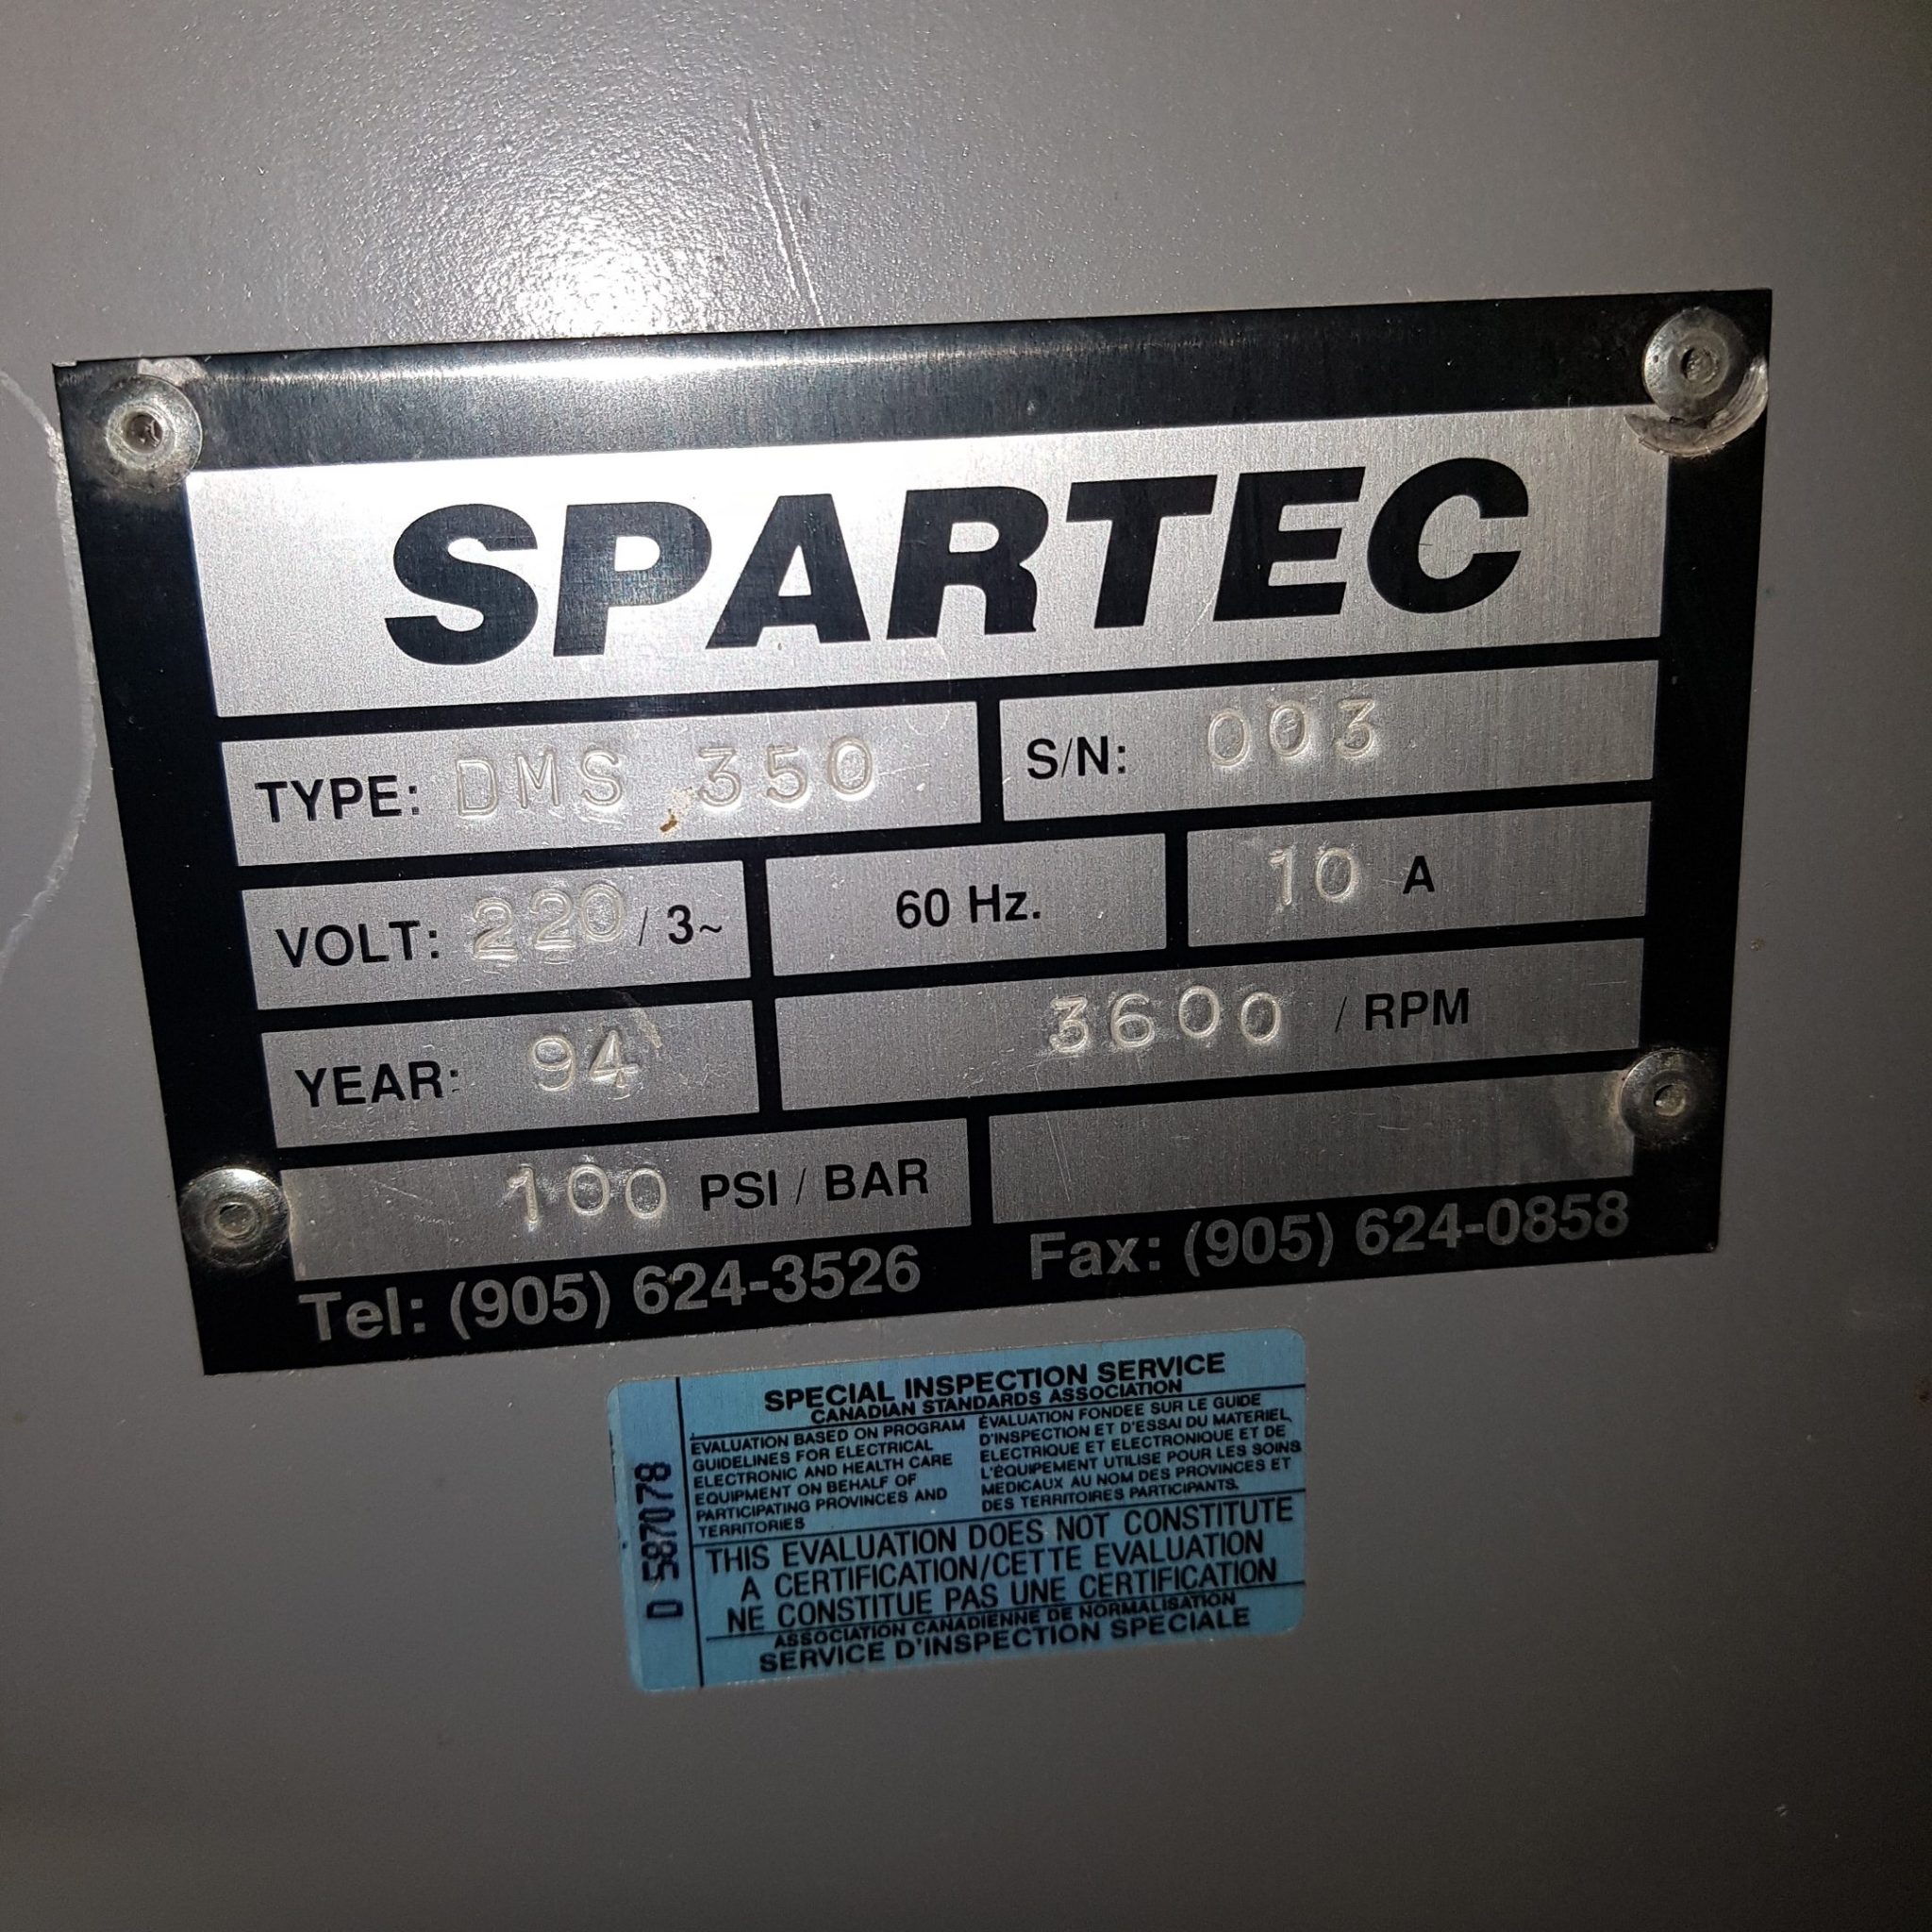 SPARTEC
TYPE: DMS 350 S/N: 003
VOLT: 220 / 3~ 60 Hz. 10 A
YEAR: 94 3600 / RPM
100 PSI / BAR
Tel: (905) 624-3526 Fax: (905) 624-0858
D 587078
SPECIAL INSPECTION SERVICE
CANADIAN STANDARDS ASSOCIATION
EVALUATION BASED ON PROGRAM
GUIDELINES FOR ELECTRICAL
ELECTRONIC AND HEALTH CARE
EQUIPMENT ON BEHALF OF
PARTICIPATING PROVINCES AND
TERRITORIES
ÉVALUATION FONDEE SUR LE GUIDE
D'INSPECTION ET D'ESSAI DU MATERIEL
ELECTRIQUE ET ELECTRONIQUE ET DE
L'ÉQUIPEMENT UTILISE POUR LES SOINS
MEDICAUX AU NOM DES PROVINCES ET
DES TERRITOIRES PARTICIPANTS.
THIS EVALUATION DOES NOT CONSTITUTE
A CERTIFICATION/CETTE EVALUATION
NE CONSTITUE PAS UNE CERTIFICATION
ASSOCIATION CANADIENNE DE NORMALISATION
SERVICE D'INSPECTION SPECIALE